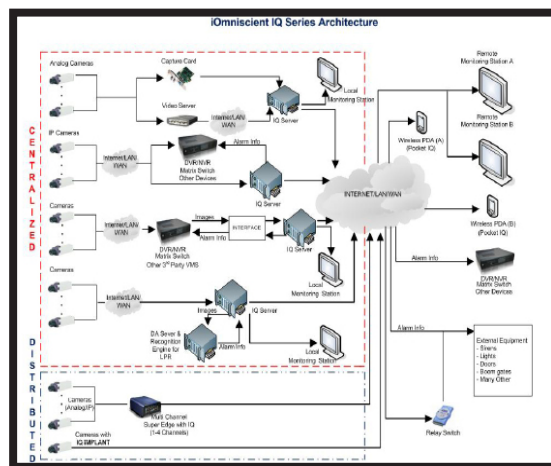 iOmniscient IQ Series Architecture
Analog Cameras
Capture Card
Video Server
Internet/LAN/
WAN
IQ Server
Local
Monitoring Station
Remote
Monitoring Station A
Remote
Monitoring Station B
Wireless PDA (A)
(Pocket IQ)
CENTRALIZED
IP Cameras
Internet/LAN/
WAN
Alarm Info
DVR/NVR
Matrix Switch
Other Devices
IQ Server
INTERNET/LAN/WAN
Wireless PDA (B)
(Pocket IQ)
Cameras
Internet/LAN/
WAN
Images
INTERFACE
Alarm Info
DVR/NVR
Matrix Switch
Other 3rd Party VMS
IQ Server
Local
Monitoring Station
Alarm Info
DVR/NVR
Matrix Switch
Other Devices
Cameras
Internet/LAN/
WAN
IQ Server
Images
DA Sever &
Recognition
Engine for
LPR
Alarm Info
Local
Monitoring Station
Alarm Info
External Equipment
- Sirens
- Lights
- Doors
- Boom gates
- Many Other
Relay Switch
DISTRIBUTED
Cameras
(Analog/IP)
Multi Channel
Super Edge with IQ
(1-4 Channels)
Cameras with
IQ IMPLANT